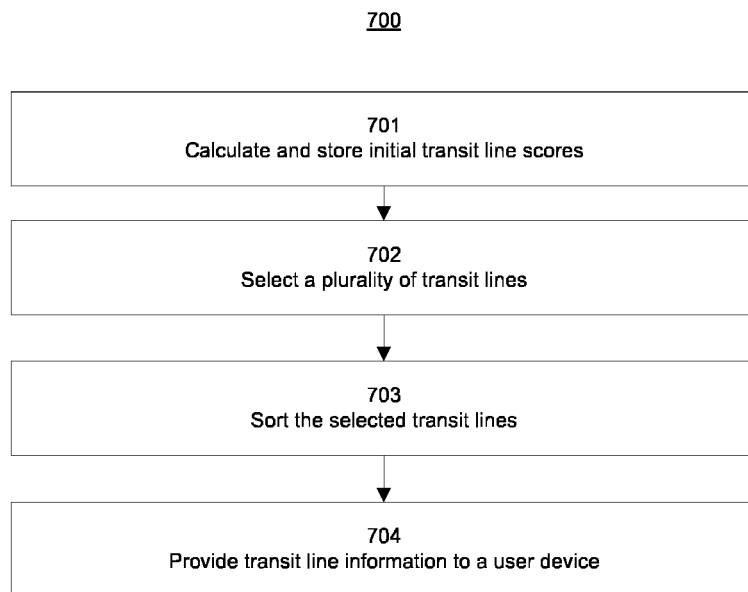 700
701
Calculate and store initial transit line scores
702
Select a plurality of transit lines
703
Sort the selected transit lines
704
Provide transit line information to a user device